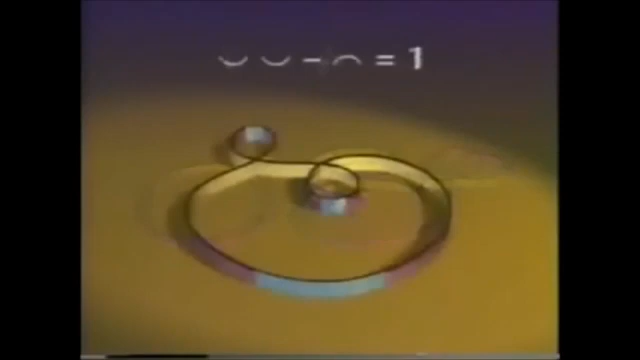 ◡ ◡ − ◠ = 1